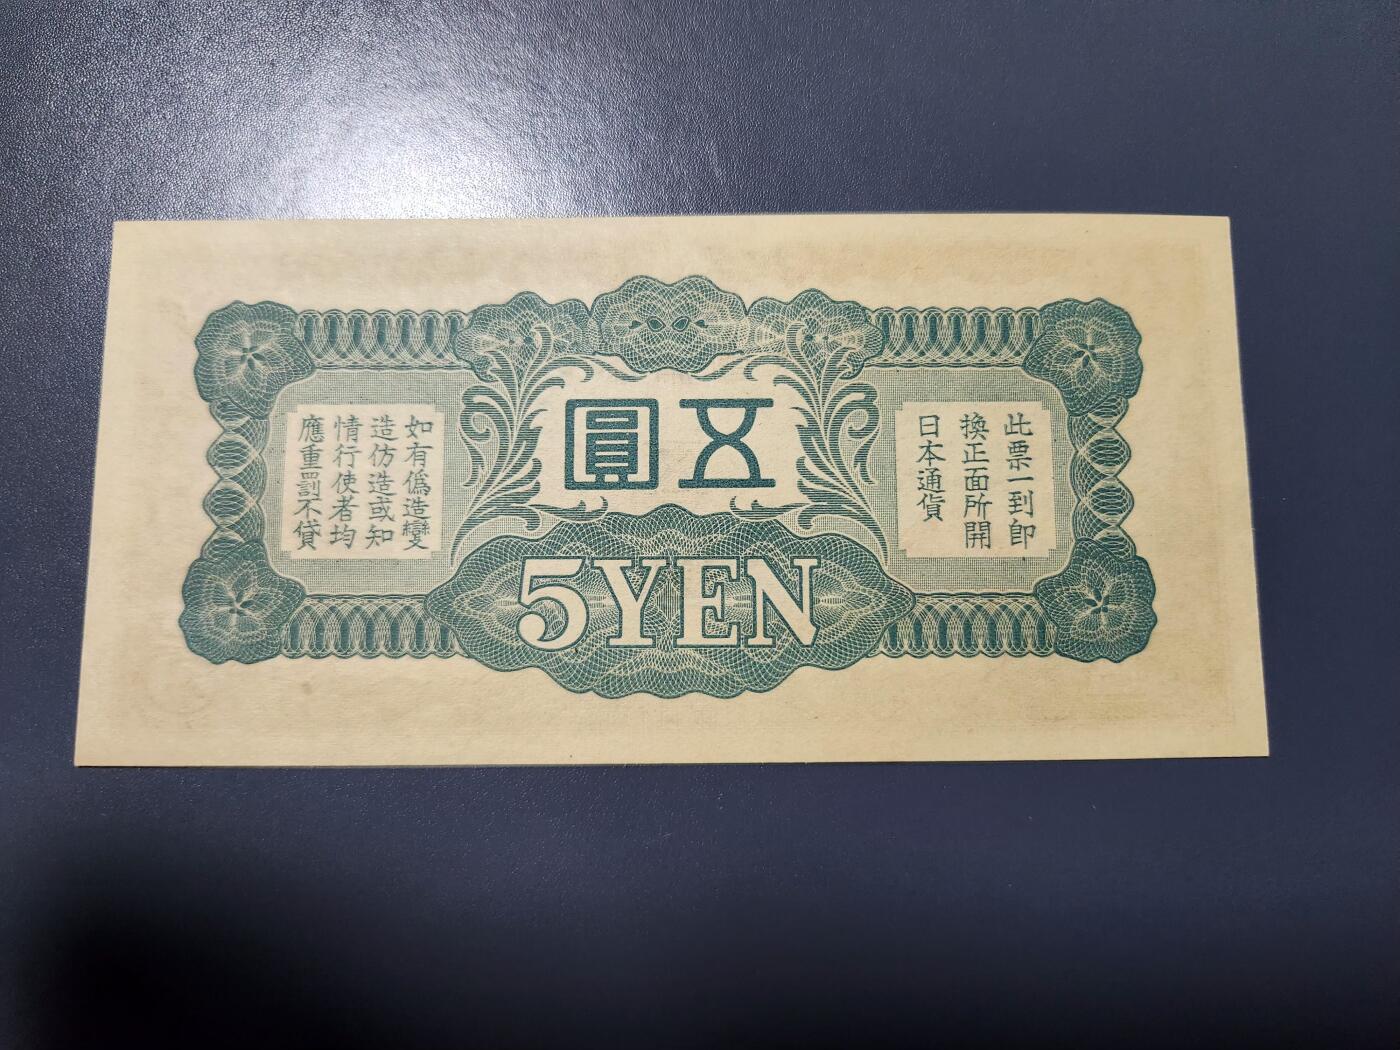 五圓
5YEN
此票一到卽
換正面所開
日本通貨
如有僞造變
造仿造或知
情行使者均
應重罰不貸